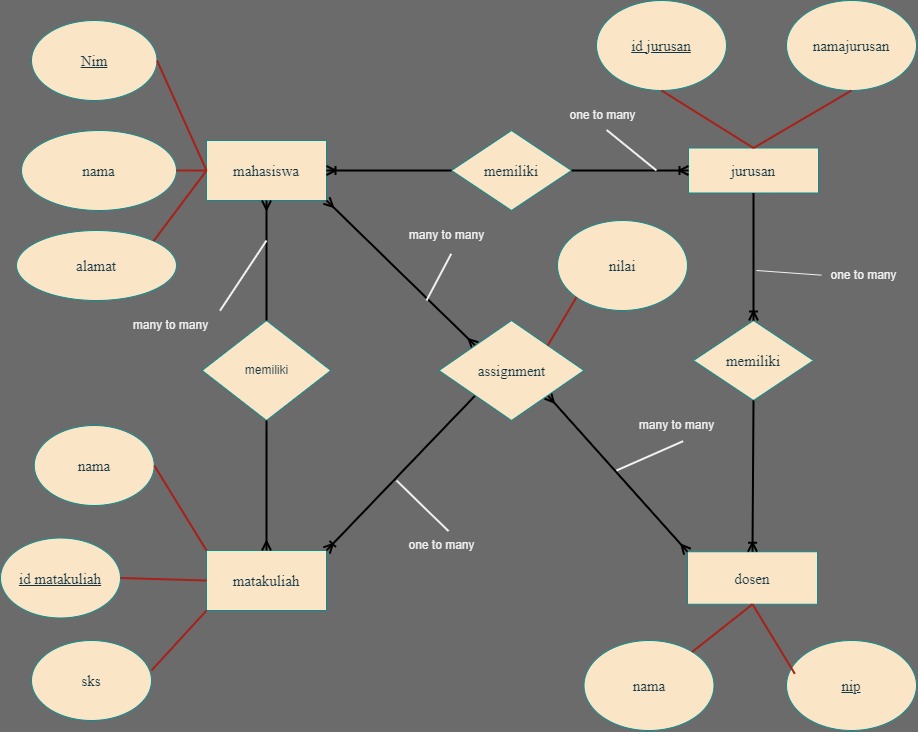 id jurusan
namajurusan
Nim
one to many
nama
mahasiswa
memiliki
jurusan
many to many
alamat
nilai
one to many
many to many
memiliki
assignment
memiliki
many to many
nama
one to many
id matakuliah
matakuliah
dosen
sks
nama
nip